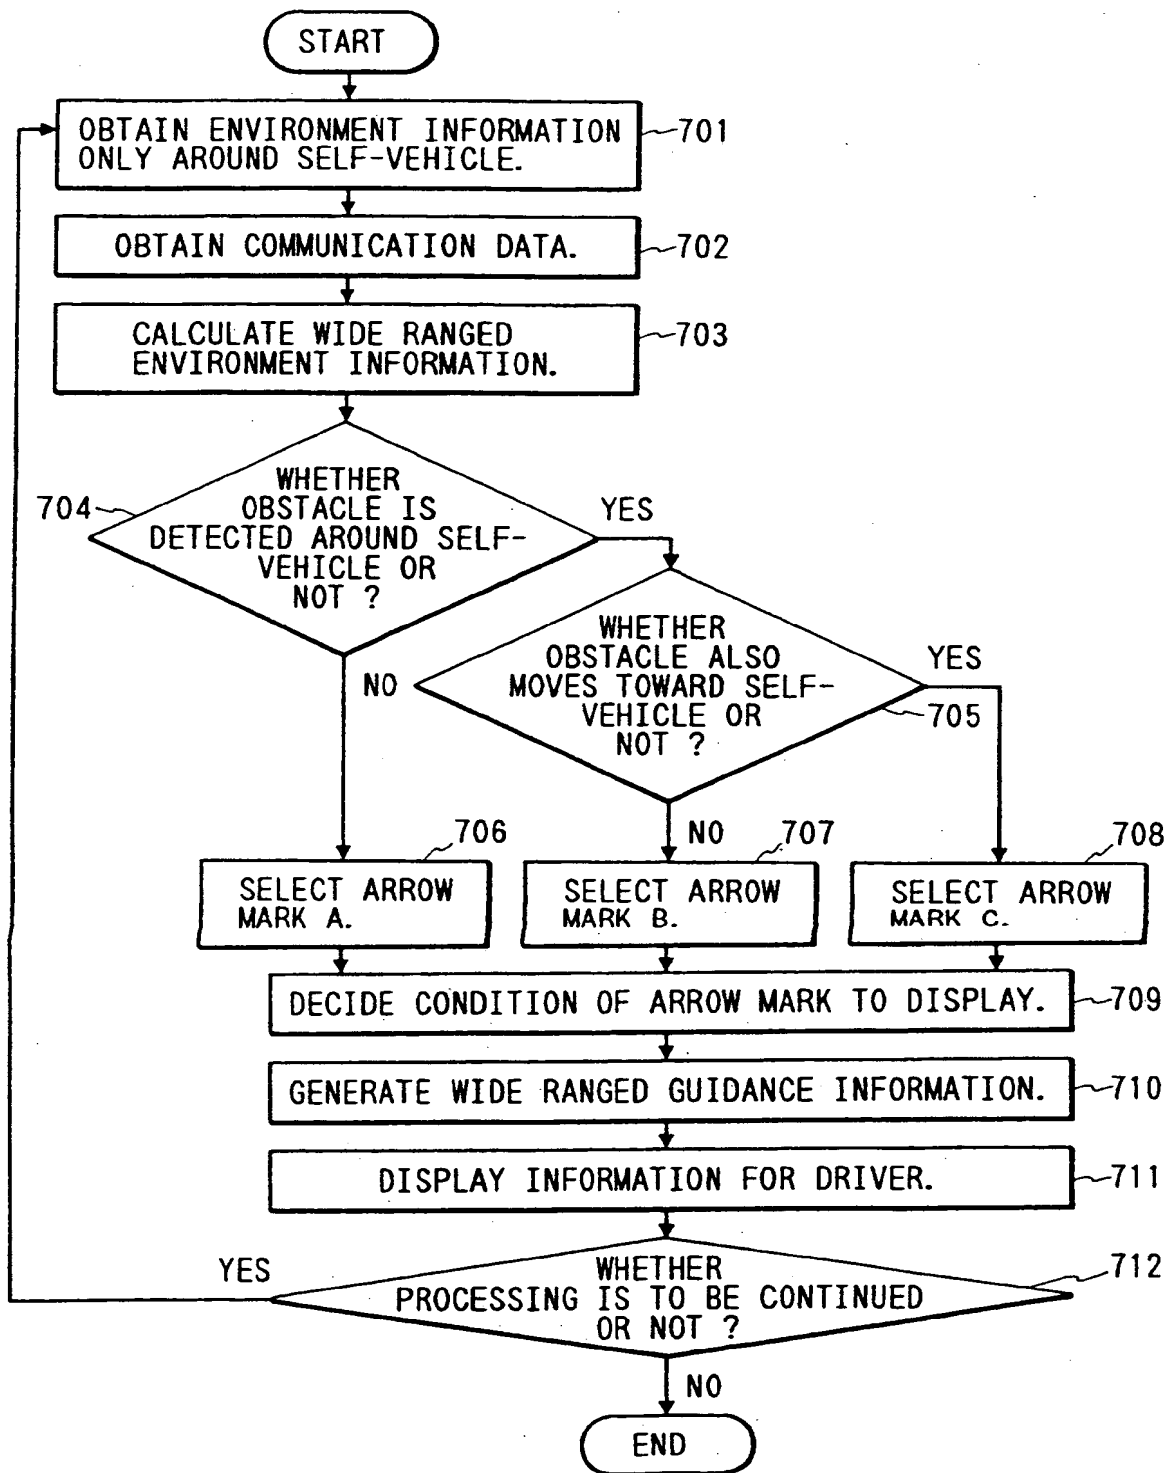 START
OBTAIN ENVIRONMENT INFORMATION
ONLY AROUND SELF-VEHICLE.
701
OBTAIN COMMUNICATION DATA.
702
CALCULATE WIDE RANGED
ENVIRONMENT INFORMATION.
703
704
WHETHER
OBSTACLE IS
DETECTED AROUND SELF-
VEHICLE OR
NOT ?
YES
NO
WHETHER
OBSTACLE ALSO
MOVES TOWARD SELF-
VEHICLE OR
NOT ?
YES
705
NO
706
SELECT ARROW
MARK A.
707
SELECT ARROW
MARK B.
708
SELECT ARROW
MARK C.
DECIDE CONDITION OF ARROW MARK TO DISPLAY.
709
GENERATE WIDE RANGED GUIDANCE INFORMATION.
710
DISPLAY INFORMATION FOR DRIVER.
711
YES
WHETHER
PROCESSING IS TO BE CONTINUED
OR NOT ?
712
NO
END